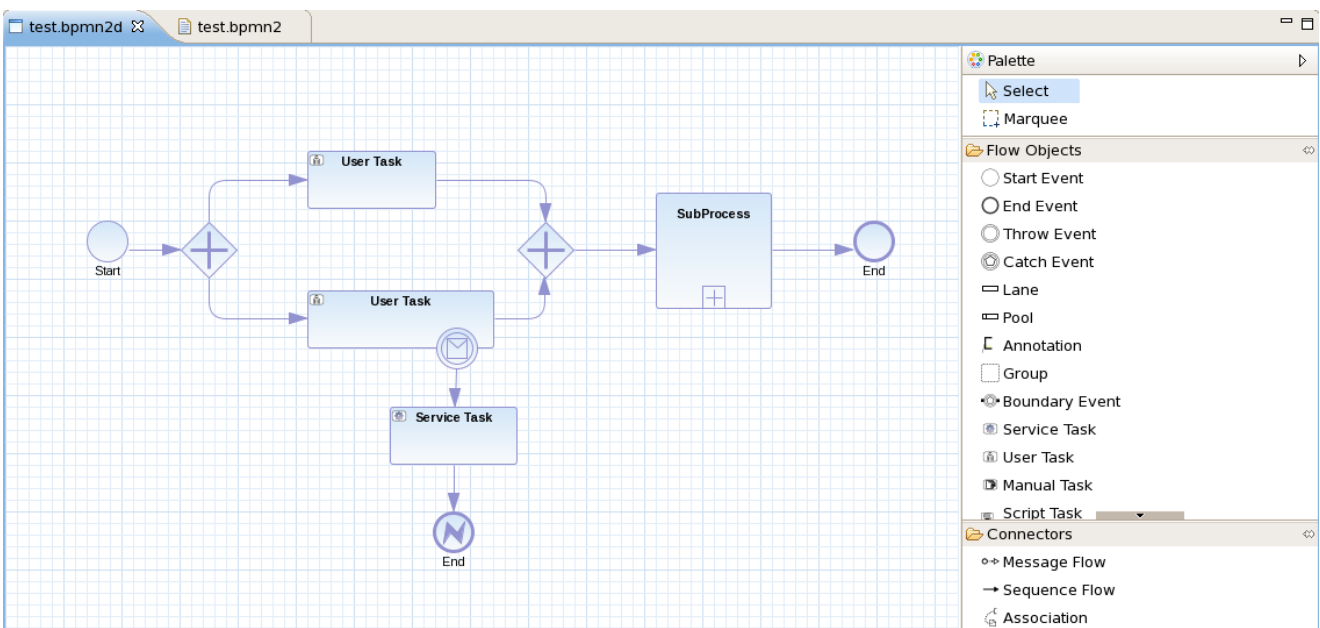 test.bpmn2d
test.bpmn2
User Task
Start
User Task
Service Task
End
SubProcess
End
Palette
Select
Marquee
Flow Objects
Start Event
End Event
Throw Event
Catch Event
Lane
Pool
Annotation
Group
Boundary Event
Service Task
User Task
Manual Task
Script Task
Connectors
Message Flow
Sequence Flow
Association